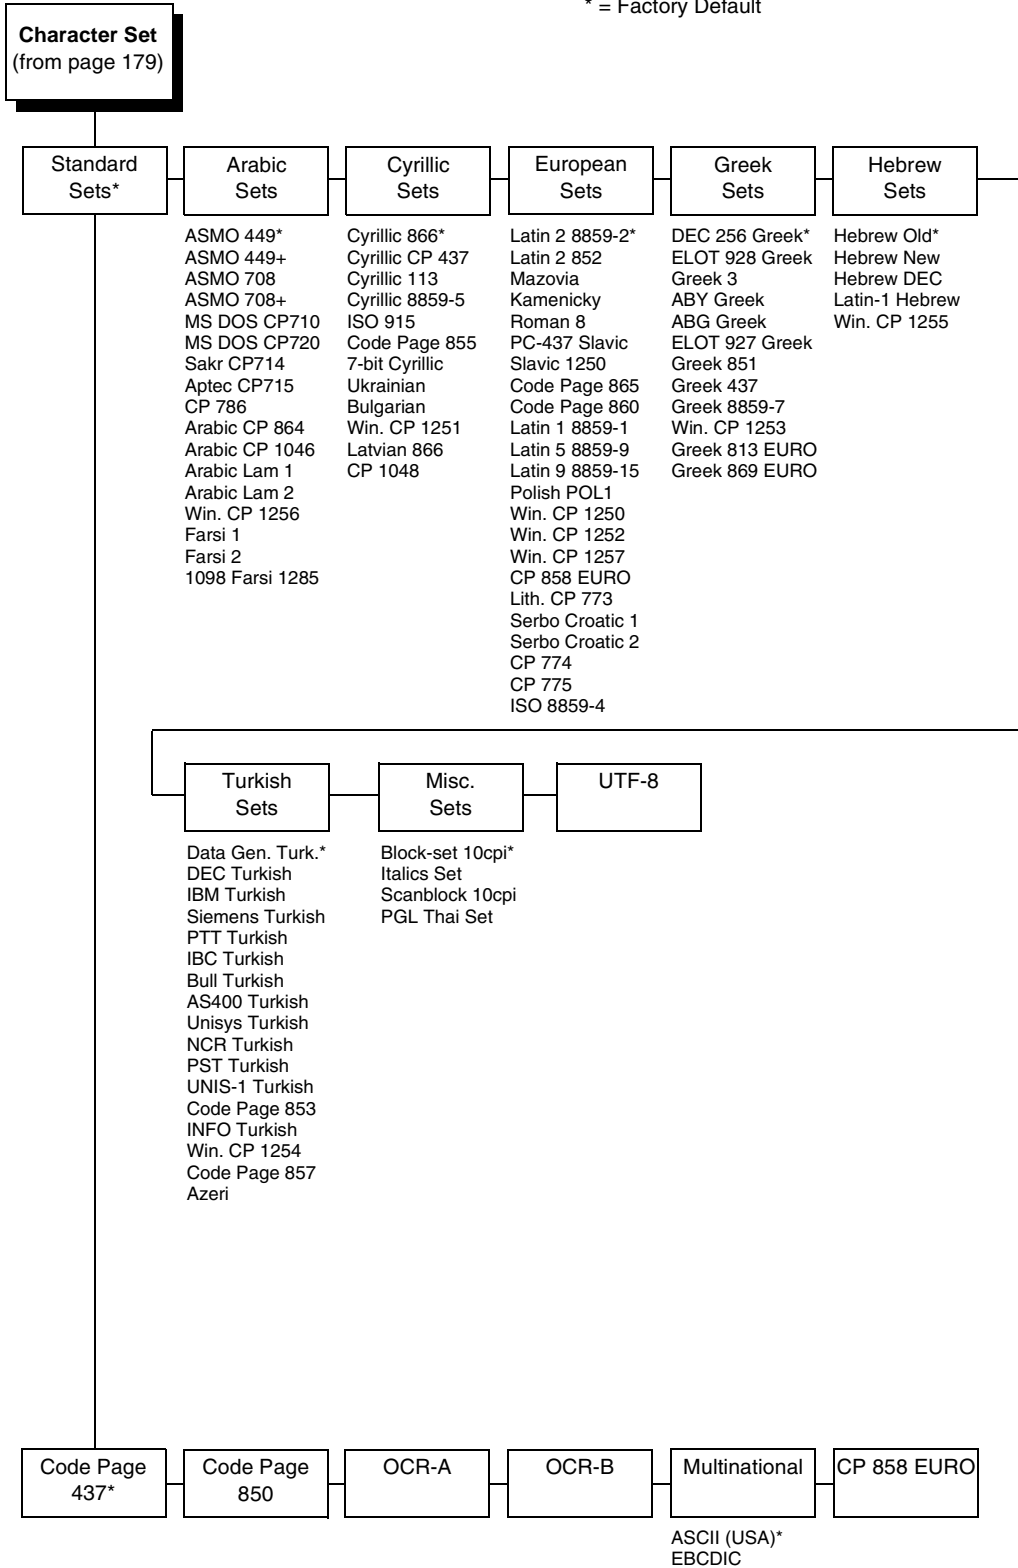 * = Factory Default
Character Set
(from page 179)
Standard
Sets*
Arabic
Sets
Cyrillic
Sets
European
Sets
Greek
Sets
Hebrew
Sets
ASMO 449*
ASMO 449+
ASMO 708
ASMO 708+
MS DOS CP710
MS DOS CP720
Sakr CP714
Aptec CP715
CP 786
Arabic CP 864
Arabic CP 1046
Arabic Lam 1
Arabic Lam 2
Win. CP 1256
Farsi 1
Farsi 2
1098 Farsi 1285
Cyrillic 866*
Cyrillic CP 437
Cyrillic 113
Cyrillic 8859-5
ISO 915
Code Page 855
7-bit Cyrillic
Ukrainian
Bulgarian
Win. CP 1251
Latvian 866
CP 1048
Latin 2 8859-2*
Latin 2 852
Mazovia
Kamenicky
Roman 8
PC-437 Slavic
Slavic 1250
Code Page 865
Code Page 860
Latin 1 8859-1
Latin 5 8859-9
Latin 9 8859-15
Polish POL1
Win. CP 1250
Win. CP 1252
Win. CP 1257
CP 858 EURO
Lith. CP 773
Serbo Croatic 1
Serbo Croatic 2
CP 774
CP 775
ISO 8859-4
DEC 256 Greek*
ELOT 928 Greek
Greek 3
ABY Greek
ABG Greek
ELOT 927 Greek
Greek 851
Greek 437
Greek 8859-7
Win. CP 1253
Greek 813 EURO
Greek 869 EURO
Hebrew Old*
Hebrew New
Hebrew DEC
Latin-1 Hebrew
Win. CP 1255
Turkish
Sets
Misc.
Sets
UTF-8
Data Gen. Turk.*
DEC Turkish
IBM Turkish
Siemens Turkish
PTT Turkish
IBC Turkish
Bull Turkish
AS400 Turkish
Unisys Turkish
NCR Turkish
PST Turkish
UNIS-1 Turkish
Code Page 853
INFO Turkish
Win. CP 1254
Code Page 857
Azeri
Block-set 10cpi*
Italics Set
Scanblock 10cpi
PGL Thai Set
Code Page
437*
Code Page
850
OCR-A
OCR-B
Multinational
CP 858 EURO
ASCII (USA)*
EBCDIC